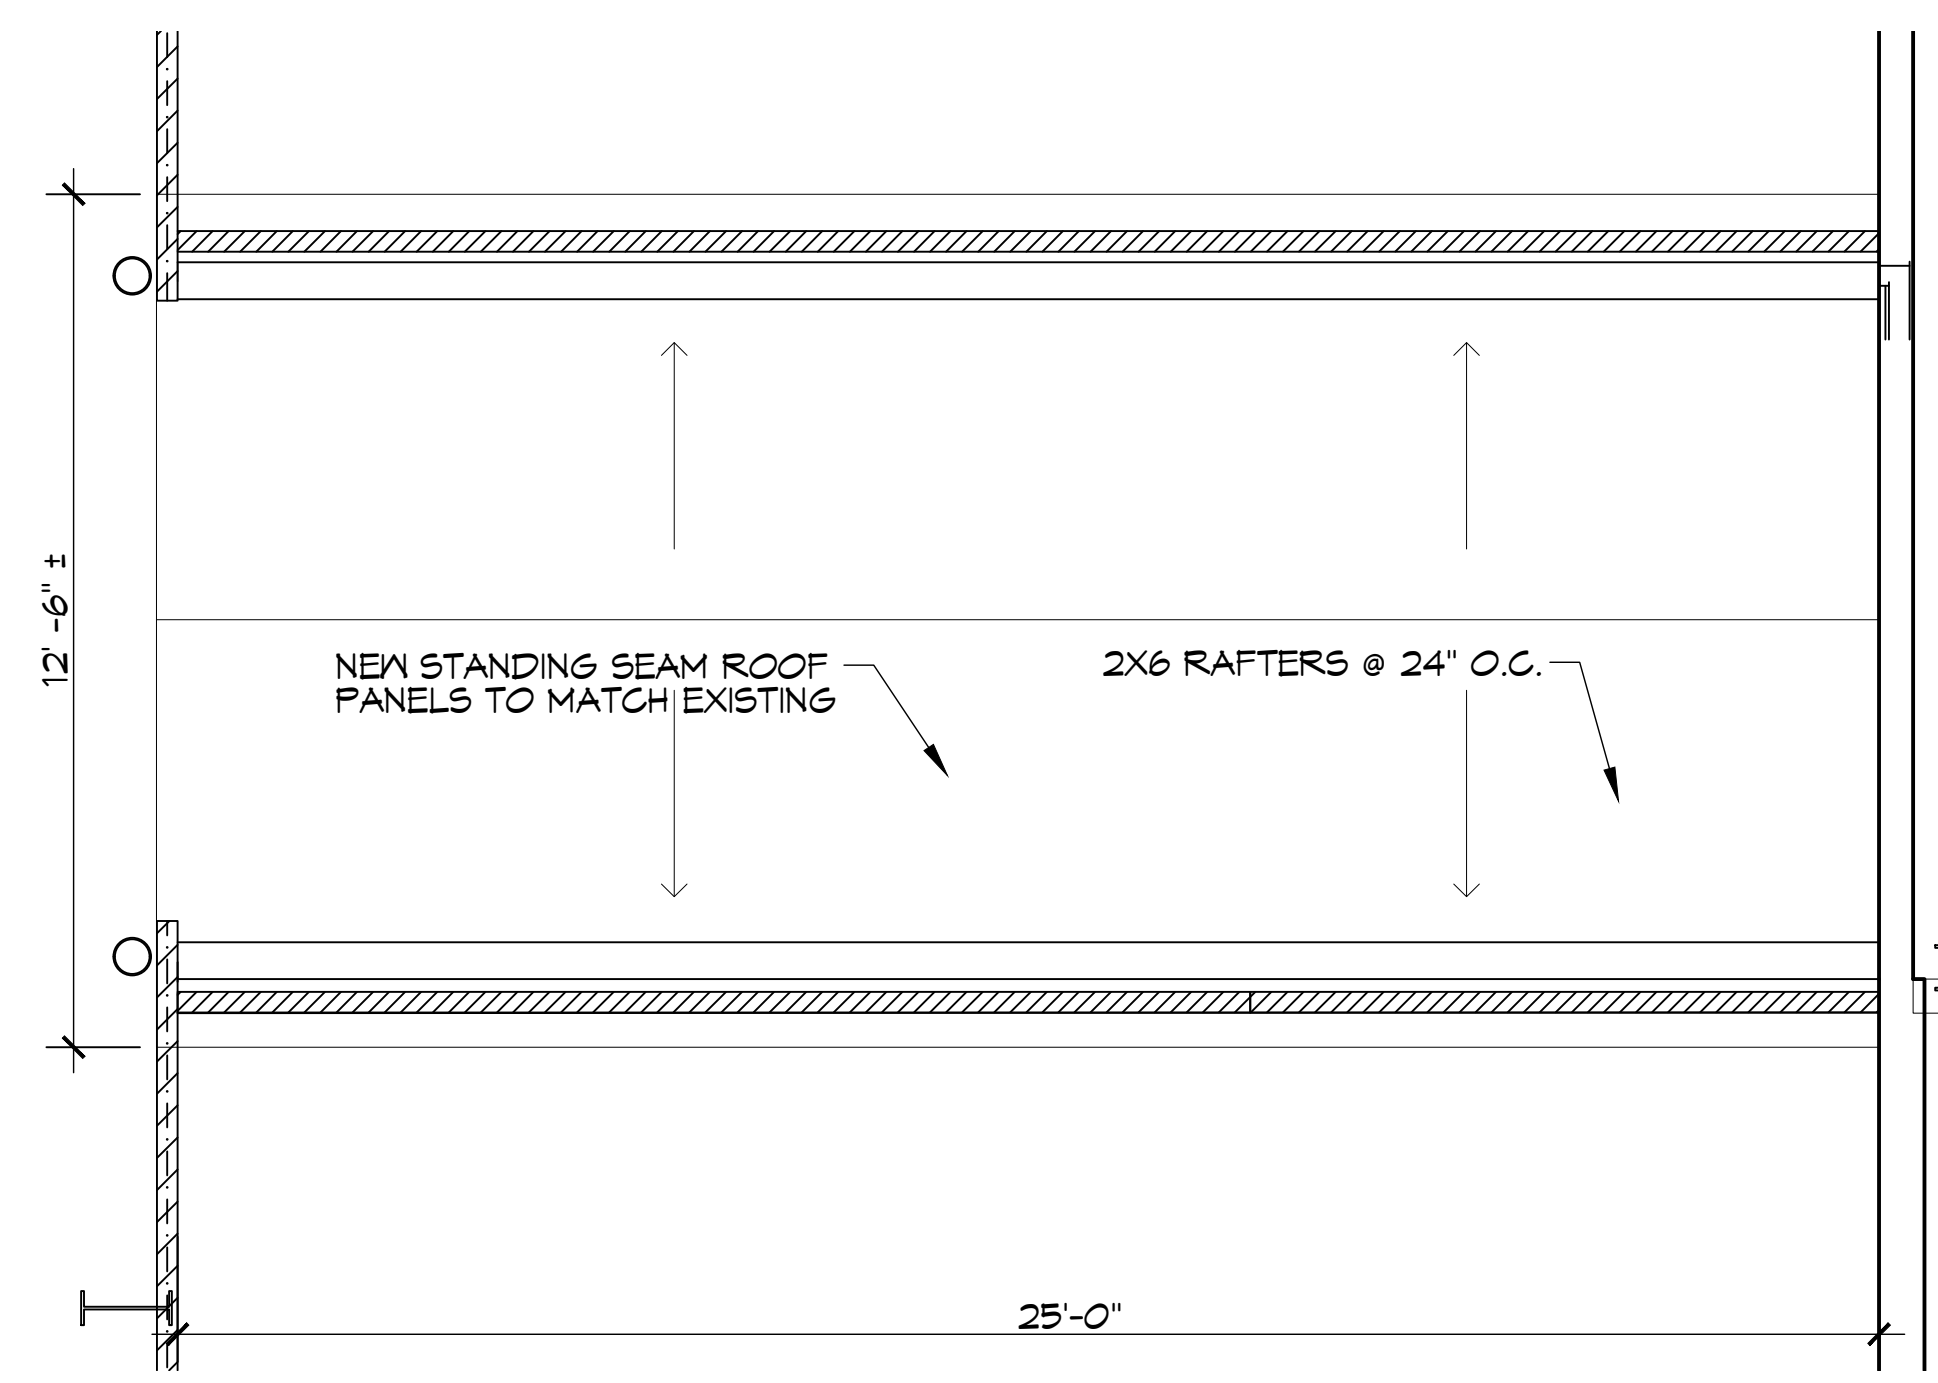 12' -6" ±
NEW STANDING SEAM ROOF
PANELS TO MATCH EXISTING
2X6 RAFTERS @ 24" O.C.
25'-0"